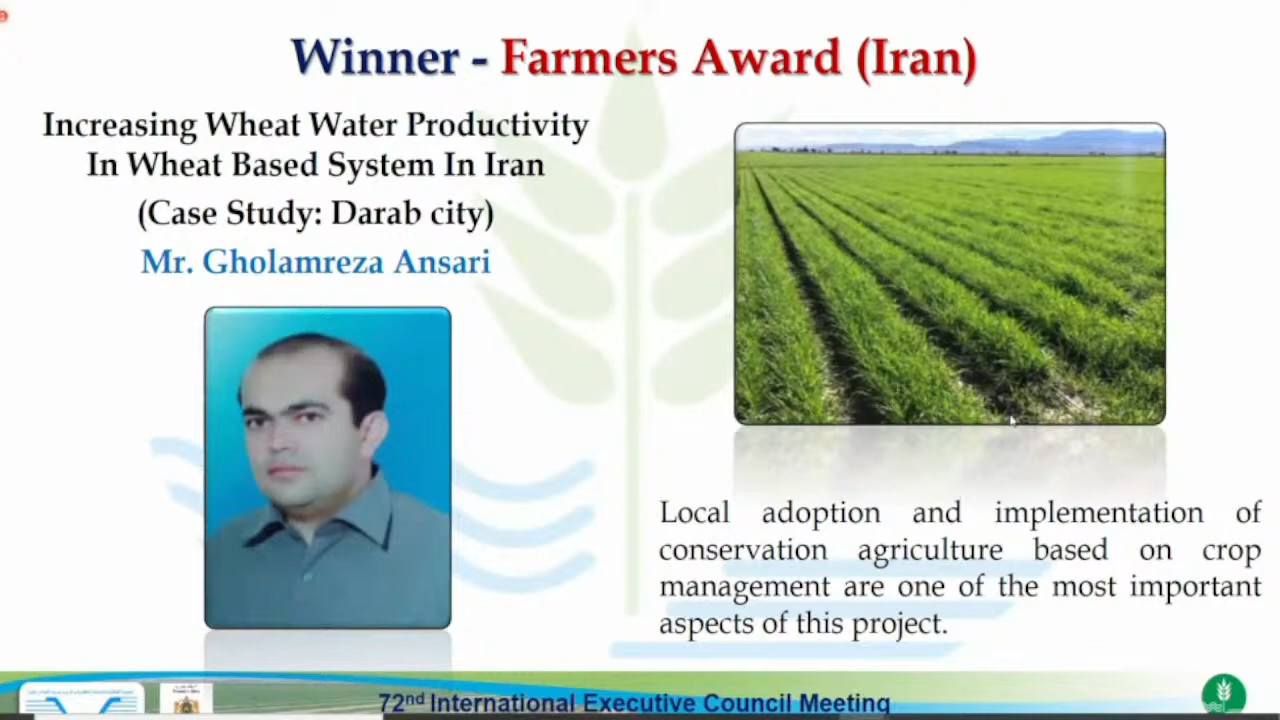 Winner - Farmers Award (Iran)
Increasing Wheat Water Productivity
In Wheat Based System In Iran
(Case Study: Darab city)
Mr. Gholamreza Ansari
Local adoption and implementation of
conservation agriculture based on crop
management are one of the most important
aspects of this project.
72nd International Executive Council Meeting